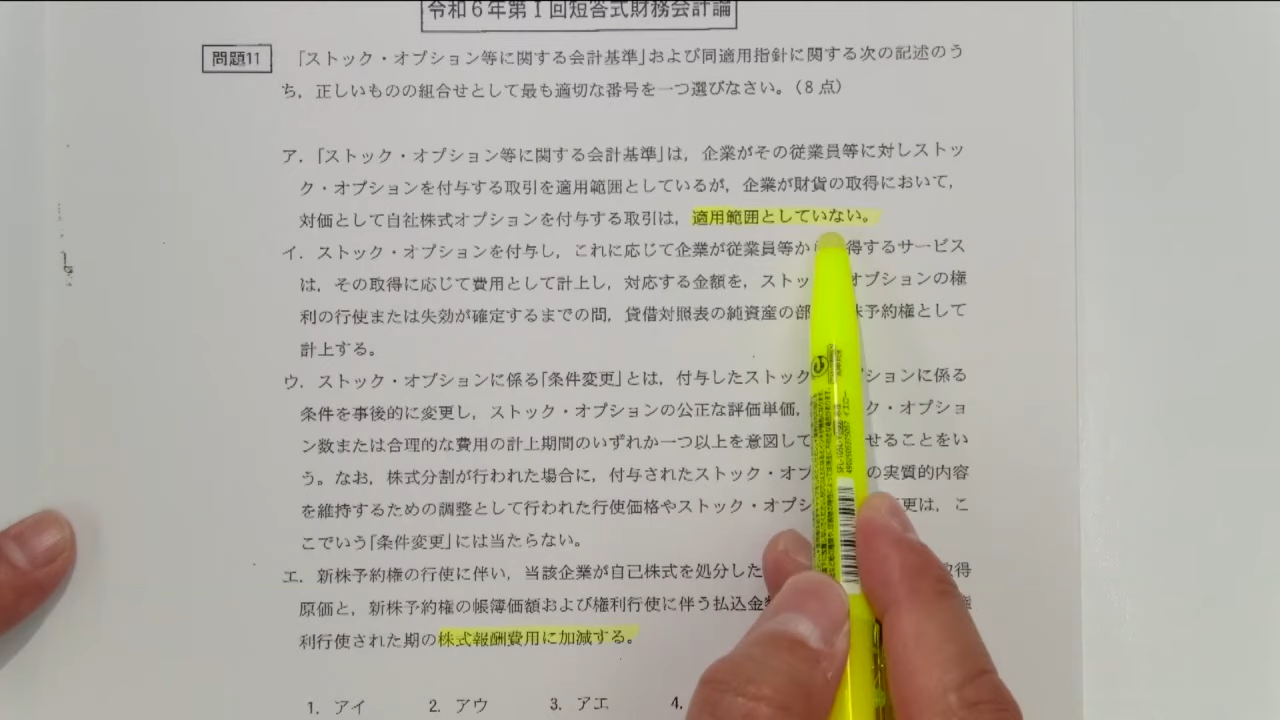 令和6年第Ⅰ回短答式財務会計論
問題11 「ストック・オプション等に関する会計基準」および同適用指針に関する次の記述のう
ち，正しいものの組合せとして最も適切な番号を一つ選びなさい。（8点）
ア．「ストック・オプション等に関する会計基準」は，企業がその従業員等に対しストッ
ク・オプションを付与する取引を適用範囲としているが，企業が財貨の取得において，
対価として自社株式オプションを付与する取引は，適用範囲としていない。
イ．ストック・オプションを付与し，これに応じて企業が従業員等か 得するサービス
は，その取得に応じて費用として計上し，対応する金額を，ストッ オプションの権
利の行使または失効が確定するまでの間，貸借対照表の純資産の部 株予約権として
計上する。
ウ．ストック・オプションに係る「条件変更」とは，付与したストック ションに係る
条件を事後的に変更し，ストック・オプションの公正な評価単価， ク・オプショ
ン数または合理的な費用の計上期間のいずれか一つ以上を意図して せることをい
う。なお，株式分割が行われた場合に，付与されたストック・オプ の実質的内容
を維持するための調整として行われた行使価格やストック・オプシ 更は，こ
こでいう「条件変更」には当たらない。
エ．新株予約権の行使に伴い，当該企業が自己株式を処分した 取得
原価と，新株予約権の帳簿価額および権利行使に伴う払込金
利行使された期の株式報酬費用に加減する。
1．アイ 2．アウ 3．アエ 4．